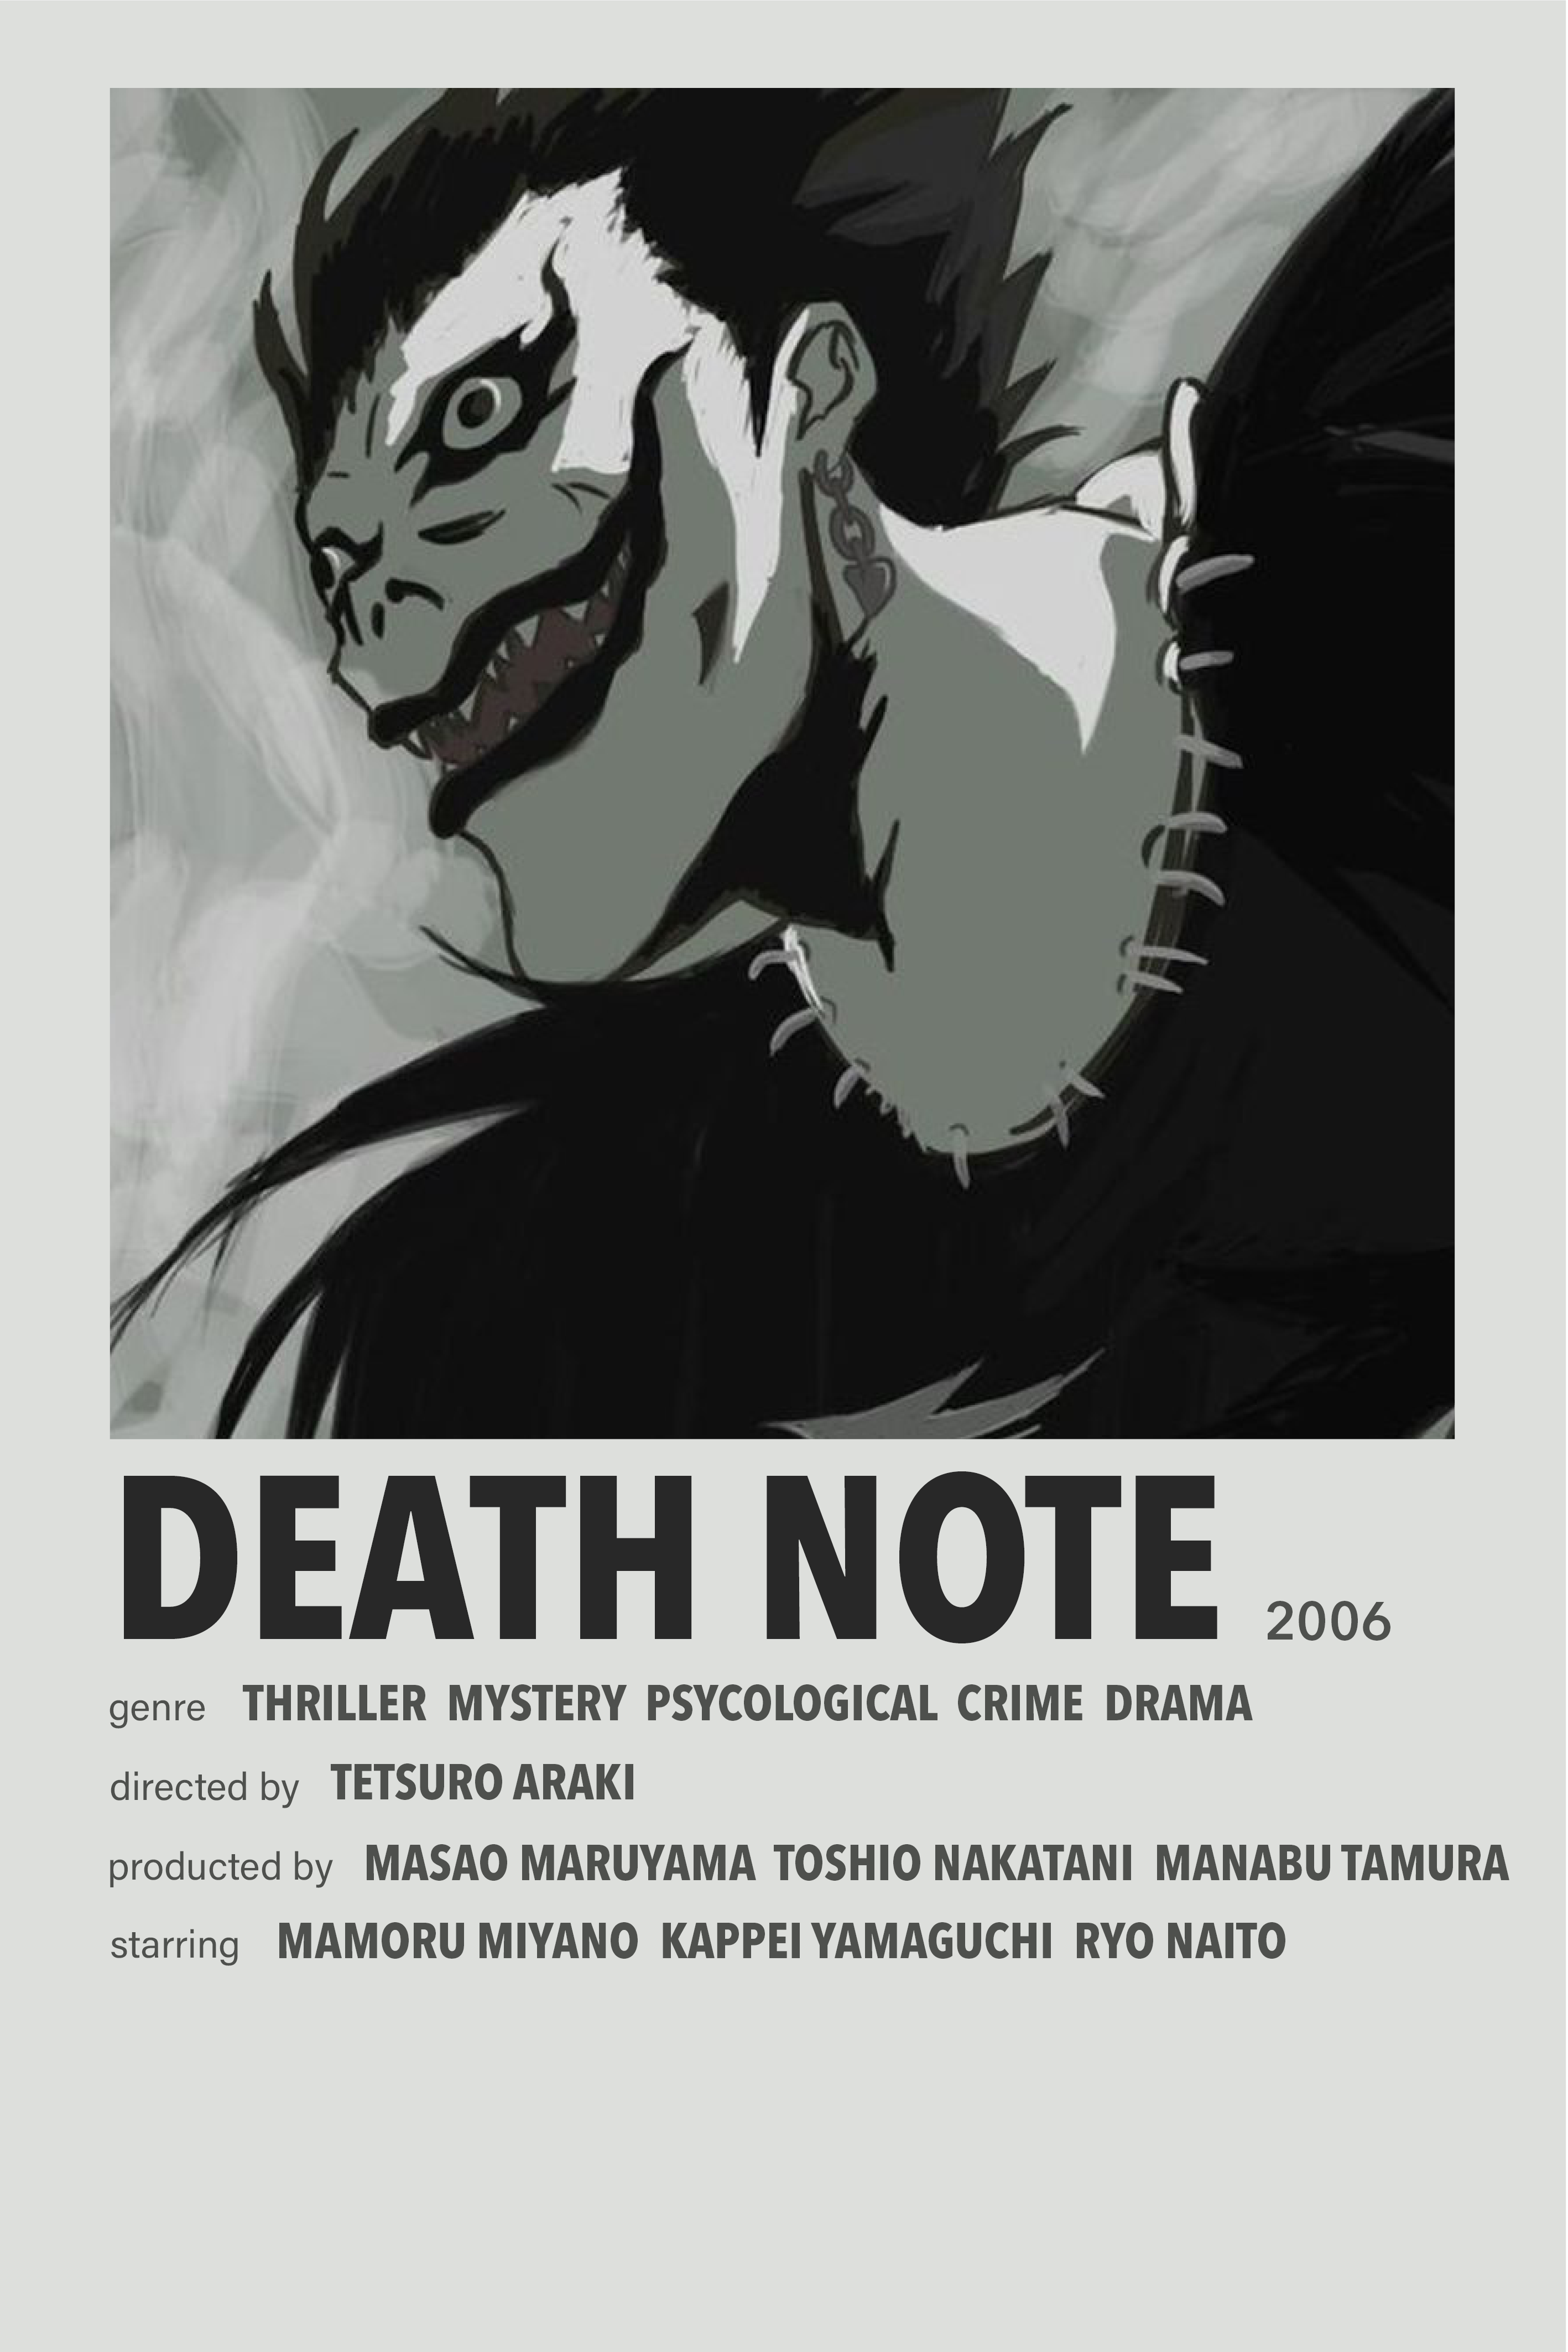 DEATH NOTE 2006
genre THRILLER MYSTERY PSYCOLOGICAL CRIME DRAMA
directed by TETSURO ARAKI
producted by MASAO MARUYAMA TOSHIO NAKATANI MANABU TAMURA
starring MAMORU MIYANO KAPPEI YAMAGUCHI RYO NAITO